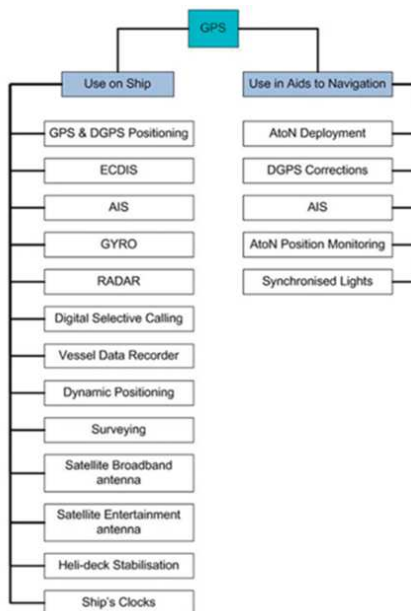 GPS
Use on Ship
GPS & DGPS Positioning
ECDIS
AIS
GYRO
RADAR
Digital Selective Calling
Vessel Data Recorder
Dynamic Positioning
Surveying
Satellite Broadband
antenna
Satellite Entertainment
antenna
Heli-deck Stabilisation
Ship's Clocks
Use in Aids to Navigation
AtoN Deployment
DGPS Corrections
AIS
AtoN Position Monitoring
Synchronised Lights